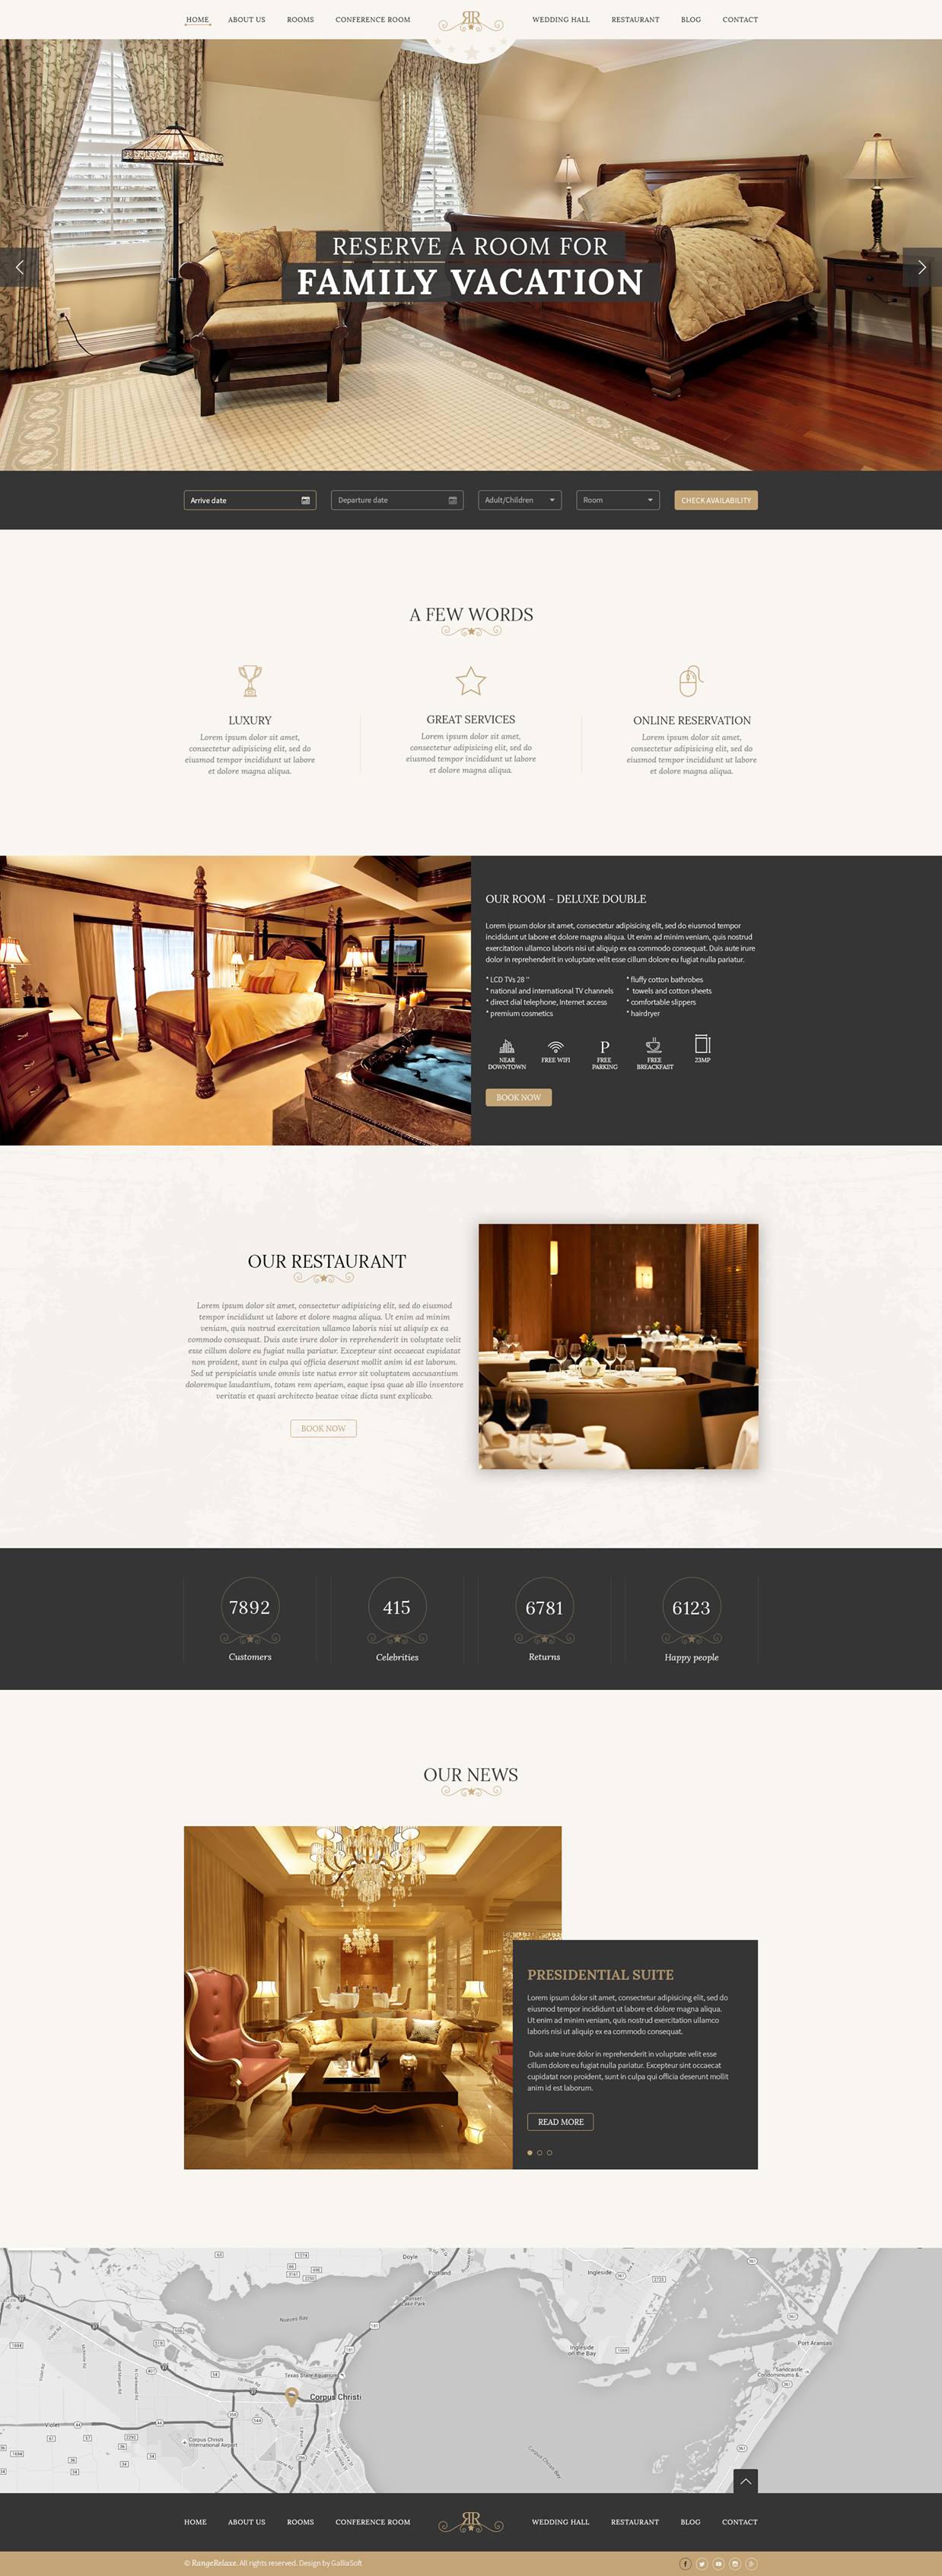 HOME ABOUT US ROOMS CONFERENCE ROOM RR WEDDING HALL RESTAURANT BLOG CONTACT
RESERVE A ROOM FOR
FAMILY VACATION
Arrive date Departure date Adult/Children Room CHECK AVAILABILITY
A FEW WORDS
LUXURY
Lorem ipsum dolor sit amet,
consectetur adipisicing elit, sed do
eiusmod tempor incididunt ut labore
et dolore magna aliqua.
GREAT SERVICES
Lorem ipsum dolor sit amet,
consectetur adipisicing elit, sed do
eiusmod tempor incididunt ut labore
et dolore magna aliqua.
ONLINE RESERVATION
Lorem ipsum dolor sit amet,
consectetur adipisicing elit, sed do
eiusmod tempor incididunt ut labore
et dolore magna aliqua.
OUR ROOM - DELUXE DOUBLE
Lorem ipsum dolor sit amet, consectetur adipisicing elit, sed do eiusmod tempor
incididunt ut labore et dolore magna aliqua. Ut enim ad minim veniam, quis nostrud
exercitation ullamco laboris nisi ut aliquip ex ea commodo consequat. Duis aute irure
dolor in reprehenderit in voluptate velit esse cillum dolore eu fugiat nulla pariatur.
* LCD TVs 28 ''
* national and international TV channels
* direct dial telephone, Internet access
* premium cosmetics
* fluffy cotton bathrobes
* towels and cotton sheets
* comfortable slippers
* hairdryer
NEAR
DOWNTOWN
FREE WIFI
P
FREE
PARKING
FREE
BREACKFAST
23MP
BOOK NOW
OUR RESTAURANT
Lorem ipsum dolor sit amet, consectetur adipisicing elit, sed do eiusmod
tempor incididunt ut labore et dolore magna aliqua. Ut enim ad minim
veniam, quis nostrud exercitation ullamco laboris nisi ut aliquip ex ea
commodo consequat. Duis aute irure dolor in reprehenderit in voluptate velit
esse cillum dolore eu fugiat nulla pariatur. Excepteur sint occaecat cupidatat
non proident, sunt in culpa qui officia deserunt mollit anim id est laborum.
Sed ut perspiciatis unde omnis iste natus error sit voluptatem accusantium
doloremque laudantium, totam rem aperiam, eaque ipsa quae ab illo inventore
veritatis et quasi architecto beatae vitae dicta sunt explicabo.
BOOK NOW
7892 415 6781 6123
Customers Celebrities Returns Happy people
OUR NEWS
PRESIDENTIAL SUITE
Lorem ipsum dolor sit amet, consectetur adipisicing elit, sed do
eiusmod tempor incididunt ut labore et dolore magna aliqua.
Ut enim ad minim veniam, quis nostrud exercitation ullamco
laboris nisi ut aliquip ex ea commodo consequat.
Duis aute irure dolor in reprehenderit in voluptate velit esse
cillum dolore eu fugiat nulla pariatur. Excepteur sint occaecat
cupidatat non proident, sunt in culpa qui officia deserunt mollit
anim id est laborum.
READ MORE
Doyle
Portland
Ingleside
Sunset
Lake Park
Nueces Bay
Port Aransas
Ingleside
on the Bay
Texas State Aquarium
Sandcastle
Condominiums &
Corpus Christi
Violet
Corpus Christi
International Airport
Corpus Christi Bay
HOME ABOUT US ROOMS CONFERENCE ROOM RR WEDDING HALL RESTAURANT BLOG CONTACT
© RangeRelaxe. All rights reserved. Design by GalliaSoft